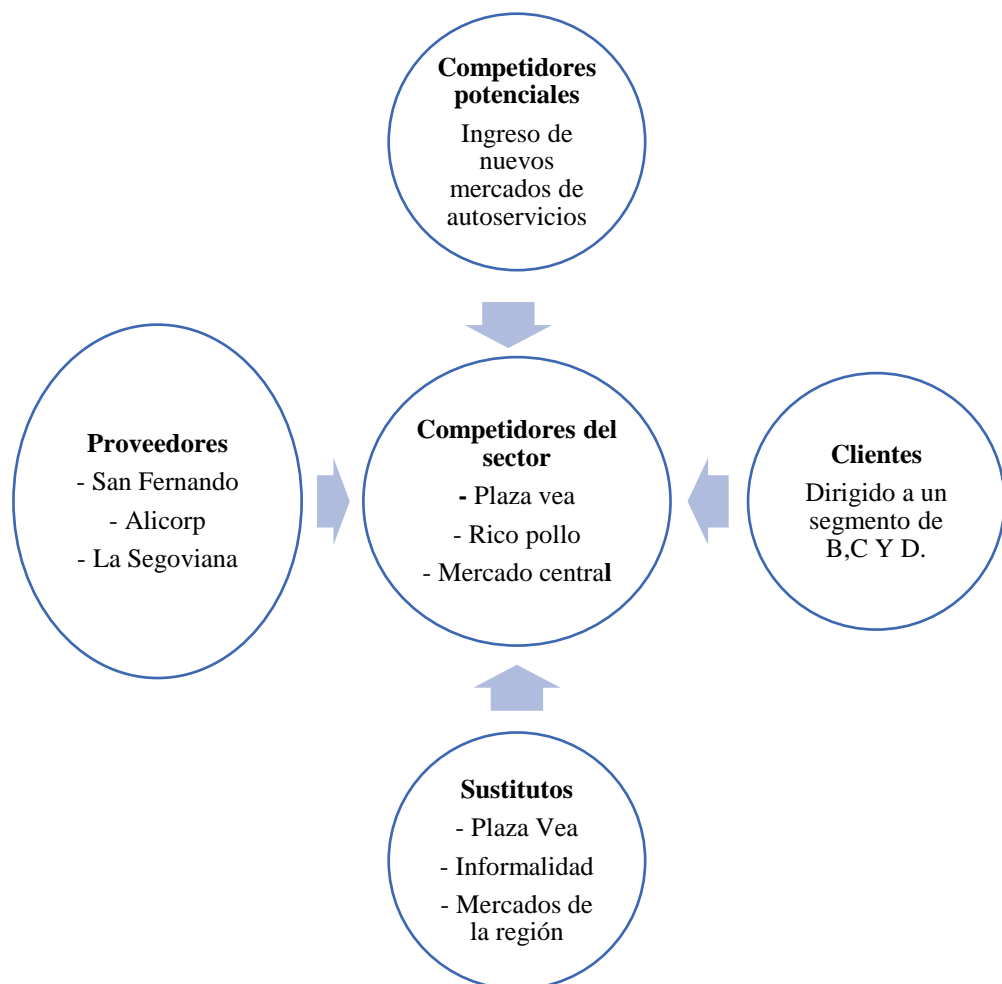 Competidores
potenciales
Ingreso de
nuevos
mercados de
autoservicios
Proveedores
- San Fernando
- Alicorp
- La Segoviana
Competidores del
sector
- Plaza vea
- Rico pollo
- Mercado central
Clientes
Dirigido a un
segmento de
B,C Y D.
Sustitutos
- Plaza Vea
- Informalidad
- Mercados de
la región